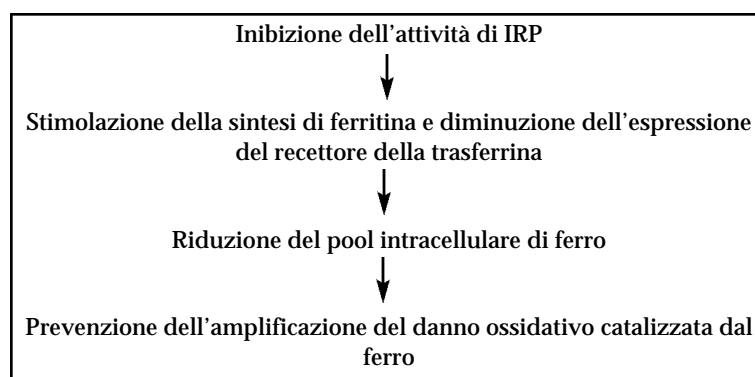 Inibizione dell'attività di IRP
Stimolazione della sintesi di ferritina e diminuzione dell'espressione
del recettore della trasferrina
Riduzione del pool intracellulare di ferro
Prevenzione dell'amplificazione del danno ossidativo catalizzata dal
ferro